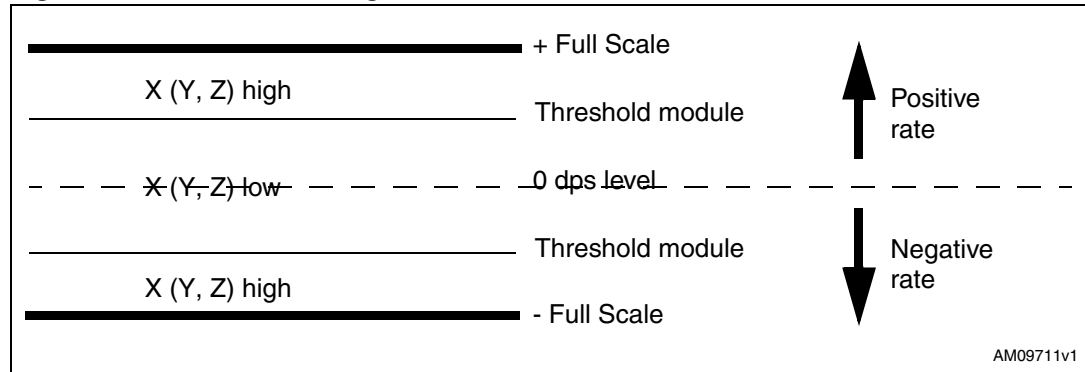 + Full Scale
X (Y, Z) high
Threshold module
Positive
rate
X (Y, Z) low
0 dps level
Threshold module
Negative
rate
X (Y, Z) high
- Full Scale
AM09711v1